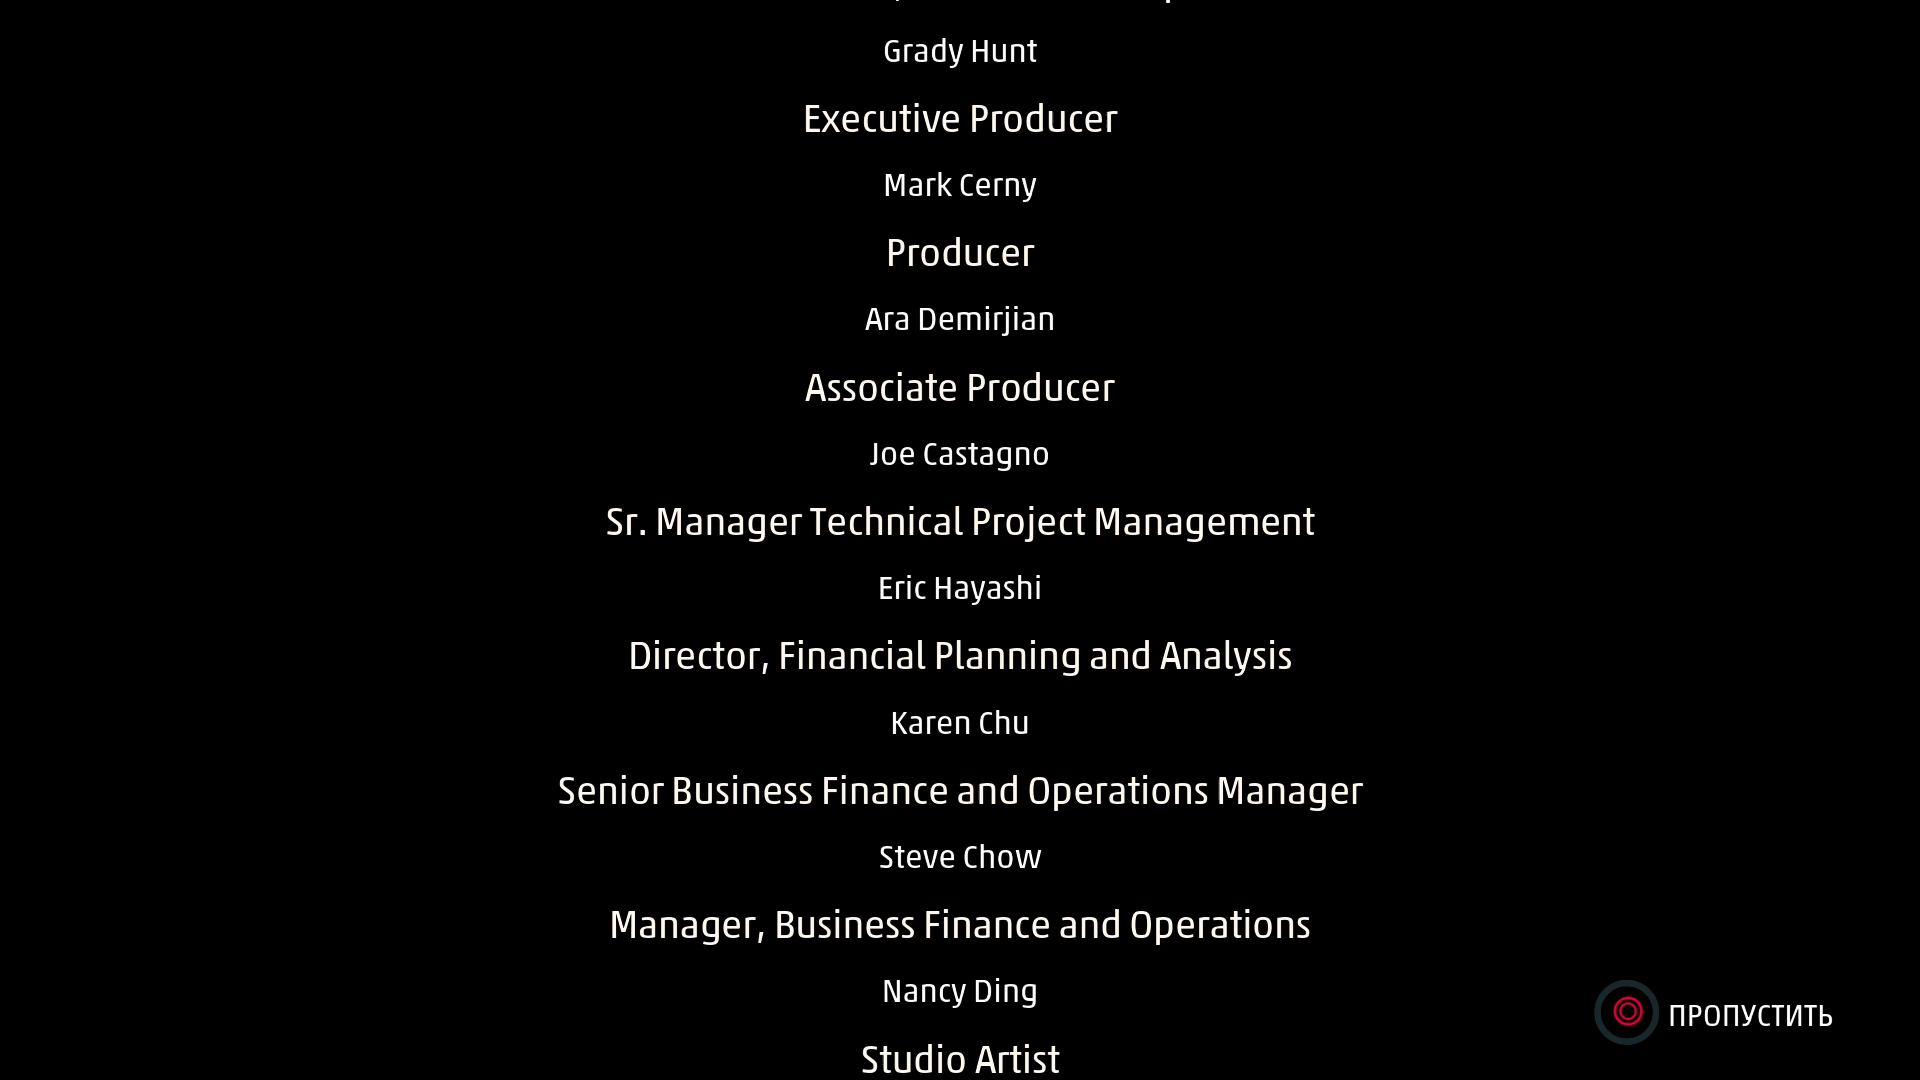 Grady Hunt
Executive Producer
Mark Cerny
Producer
Ara Demirjian
Associate Producer
Joe Castagno
Sr. Manager Technical Project Management
Eric Hayashi
Director, Financial Planning and Analysis
Karen Chu
Senior Business Finance and Operations Manager
Steve Chow
Manager, Business Finance and Operations
Nancy Ding
ПРОПУСТИТЬ
Studio Artist